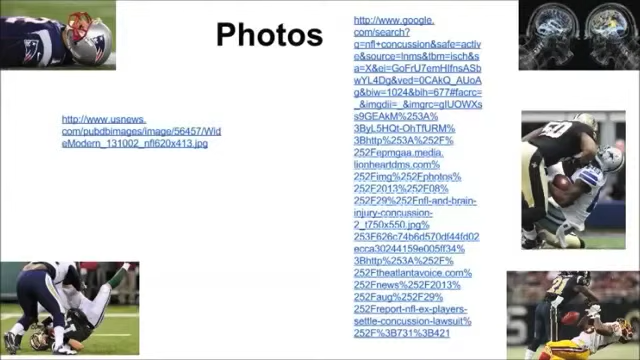 Photos
http://www.usnews.
com/pubdbimages/image/56457/Wid
eModern_131002_nfl620x413.jpg
http://www.google.
com/search?
q=nfl+concussion&safe=activ
e&source=lnms&tbm=isch&s
a=X&ei=GoFrU7emHIfnsASb
wYL4Dg&ved=0CAkQ_AUoA
g&biw=1024&bih=677#facrc=
_&imgdii=_&imgrc=gIUOWXs
s9GEAkM%253A%
3ByL5HQt-OhTfURM%
3Bhttp%253A%252F%
252Fepmgaa.media.
lionheartdms.com%
252Fimg%252Fphotos%
252F2013%252F08%
252F29%252Fnfl-and-brain-
injury-concussion-
2_t750x550.jpg%
253F626c74b6d570df44fd02
ecca30244159e005ff34%
3Bhttp%253A%252F%
252Ftheatlantavoice.com%
252Fnews%252F2013%
252Faug%252F29%
252Freport-nfl-ex-players-
settle-concussion-lawsuit%
252F%3B731%3B421